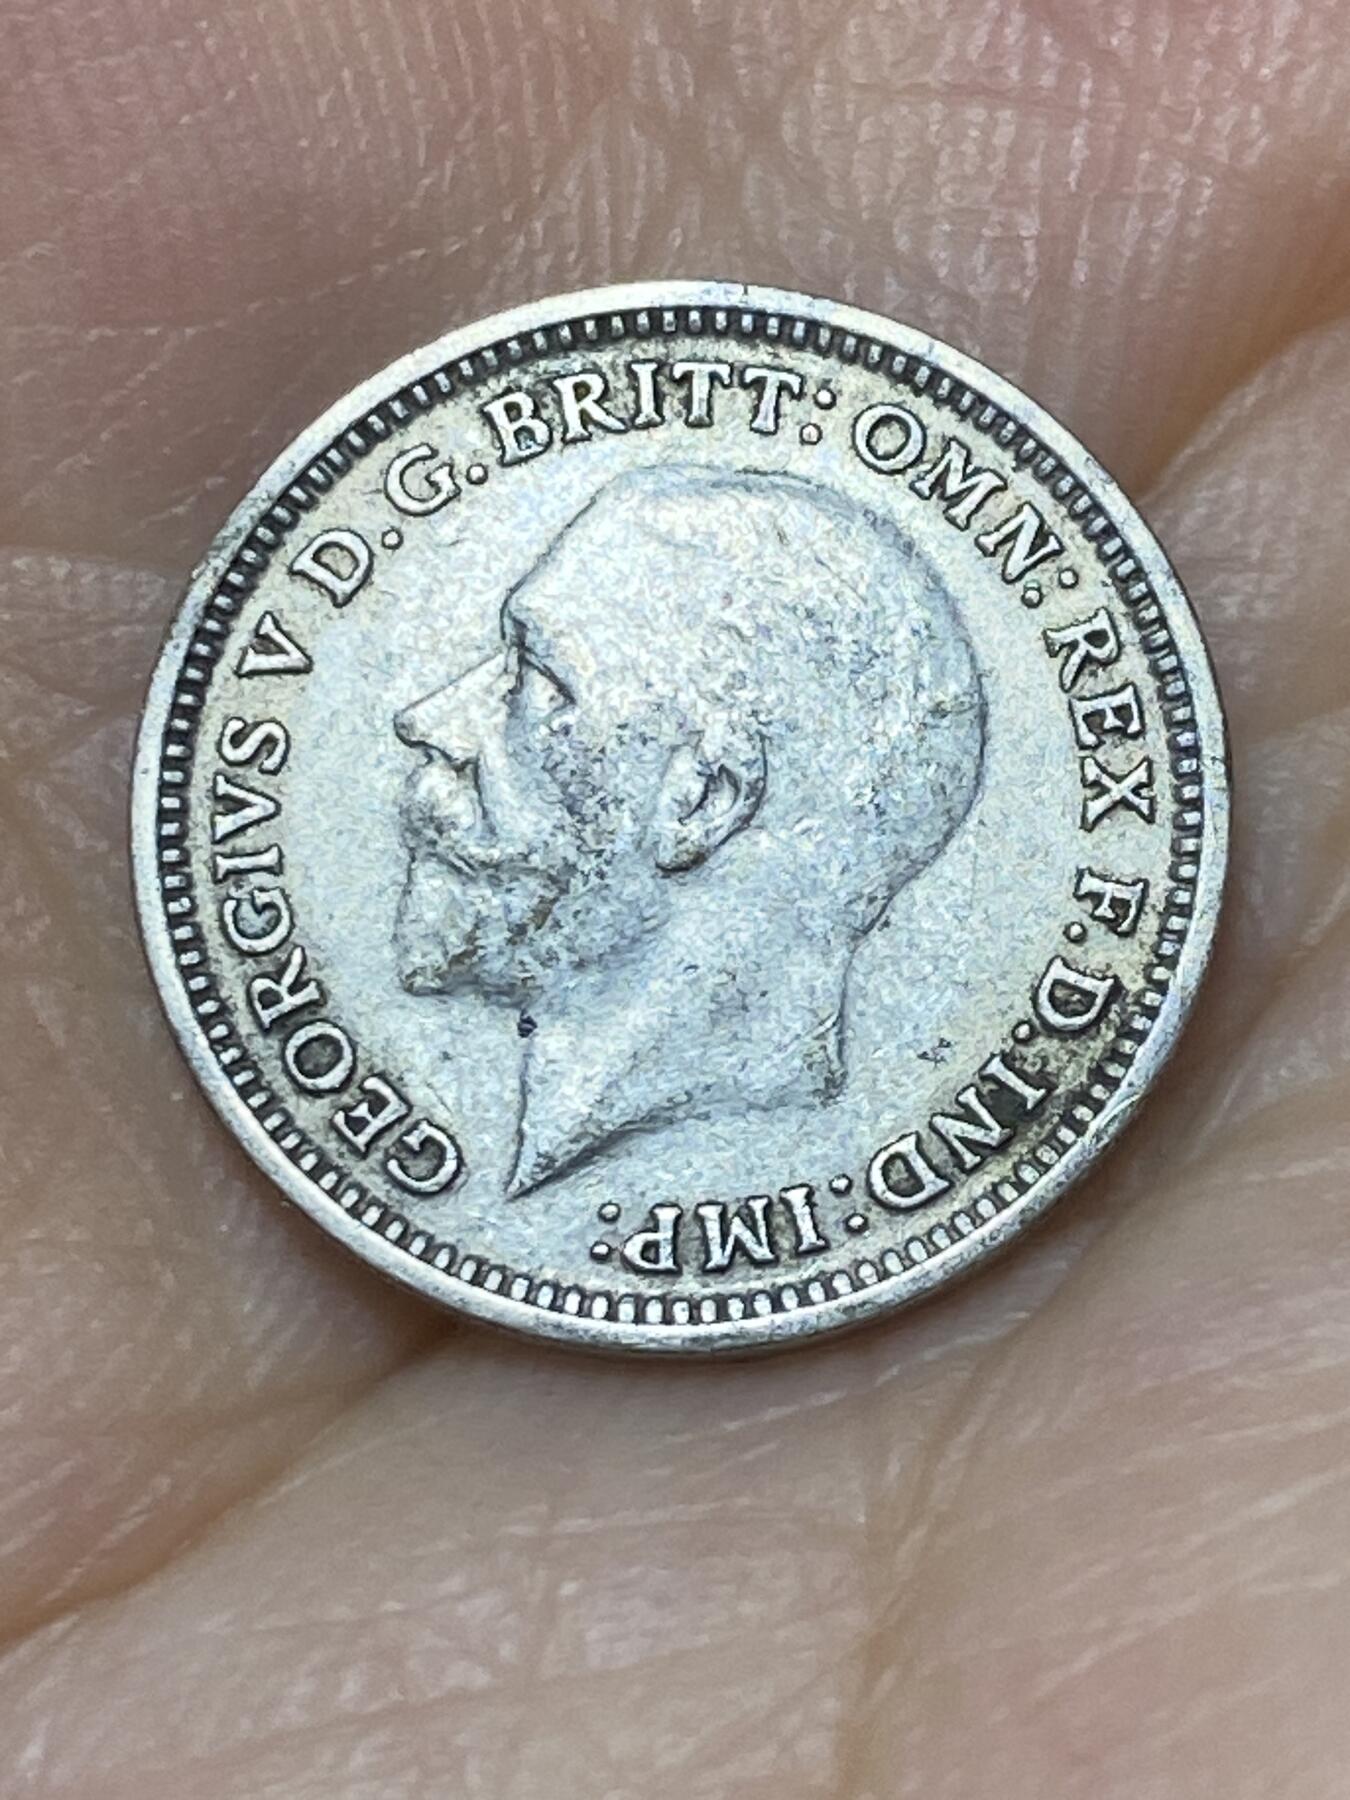 GEORGIVS V D.G. BRITT: OMN: REX F.D. IND: IMP: